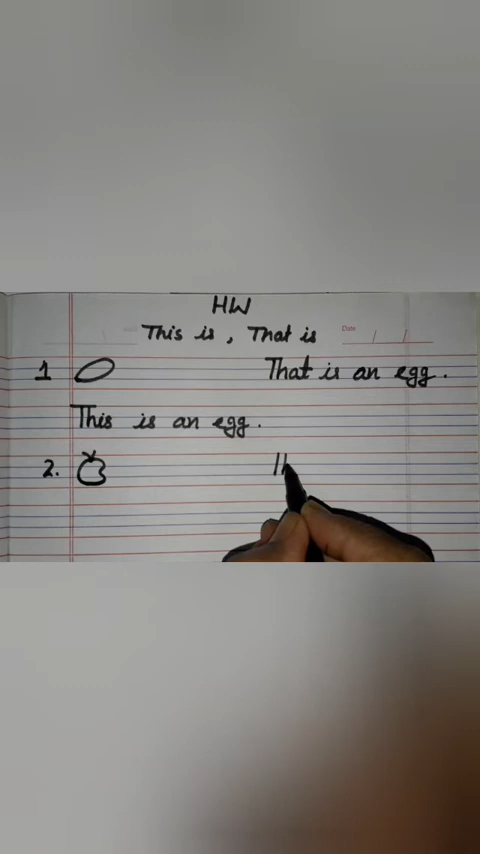 HW
This is, That is
Date / /
1 That is an egg.
This is an egg.
2.